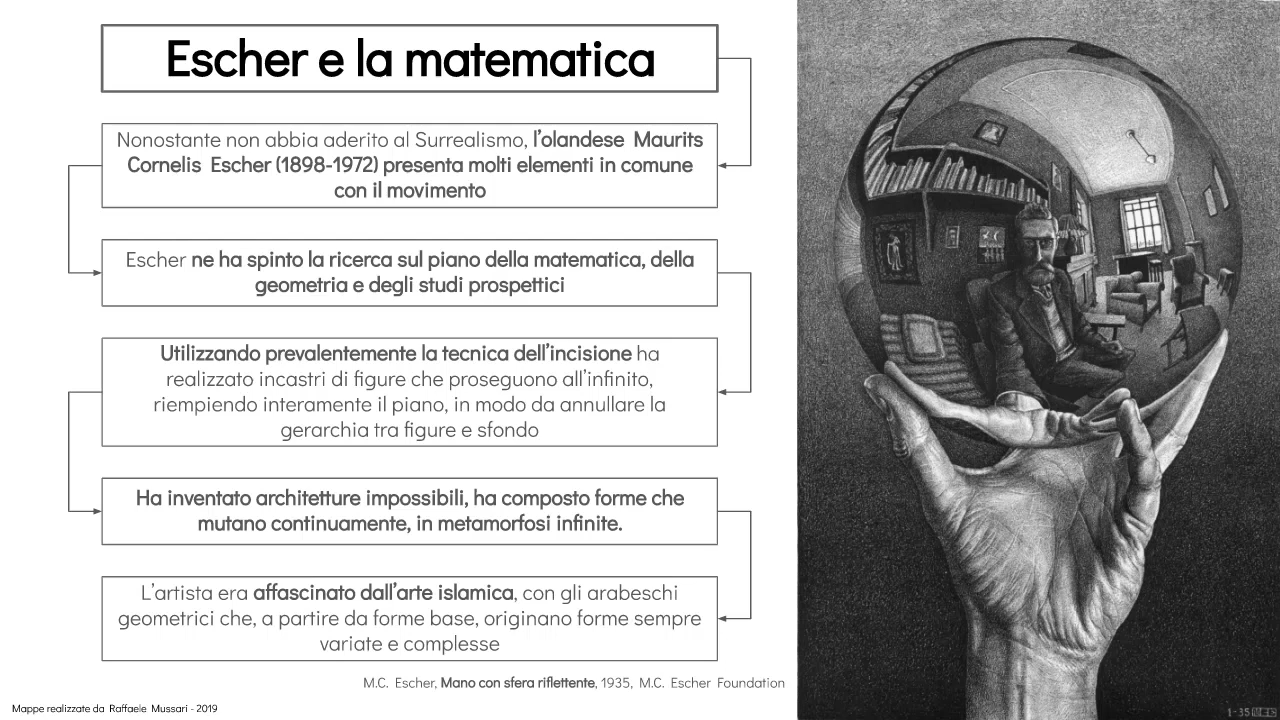 Escher e la matematica
Nonostante non abbia aderito al Surrealismo, l'olandese Maurits
Cornelis Escher (1898-1972) presenta molti elementi in comune
con il movimento
Escher ne ha spinto la ricerca sul piano della matematica, della
geometria e degli studi prospettici
Utilizzando prevalentemente la tecnica dell'incisione ha
realizzato incastri di figure che proseguono all'infinito,
riempiendo interamente il piano, in modo da annullare la
gerarchia tra figure e sfondo
Ha inventato architetture impossibili, ha composto forme che
mutano continuamente, in metamorfosi infinite.
L'artista era affascinato dall'arte islamica, con gli arabeschi
geometrici che, a partire da forme base, originano forme sempre
variate e complesse
M.C. Escher, Mano con sfera riflettente, 1935, M.C. Escher Foundation
Mappe realizzate da Raffaele Mussari - 2019
1-35 MCE